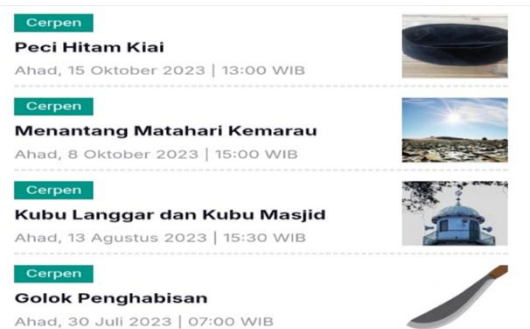 Cerpen
Peci Hitam Kiai
Ahad, 15 Oktober 2023 | 13:00 WIB
Cerpen
Menantang Matahari Kemarau
Ahad, 8 Oktober 2023 | 15:00 WIB
Cerpen
Kubu Langgar dan Kubu Masjid
Ahad, 13 Agustus 2023 | 15:30 WIB
Cerpen
Golok Penghabisan
Ahad, 30 Juli 2023 | 07:00 WIB